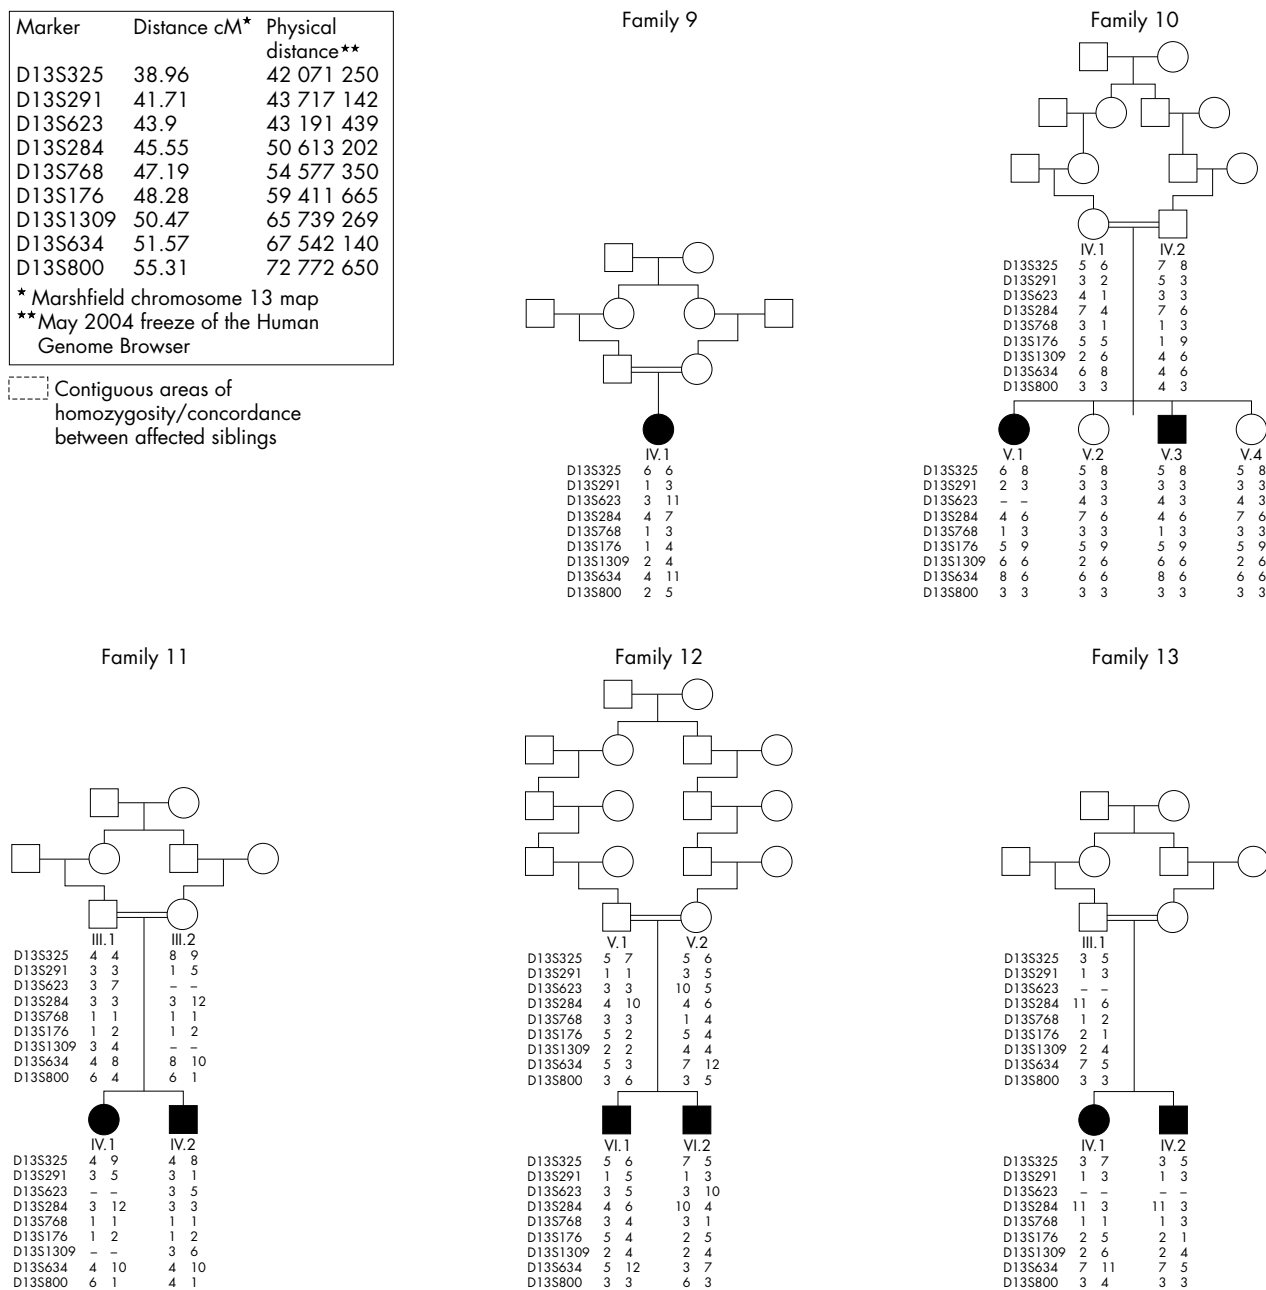 Marker Distance cM★ Physical distance★★
D13S325 38.96 42 071 250
D13S291 41.71 43 717 142
D13S623 43.9 43 191 439
D13S284 45.55 50 613 202
D13S768 47.19 54 577 350
D13S176 48.28 59 411 665
D13S1309 50.47 65 739 269
D13S634 51.57 67 542 140
D13S800 55.31 72 772 650
★ Marshfield chromosome 13 map
★★ May 2004 freeze of the Human
Genome Browser
Contiguous areas of
homozygosity/concordance
between affected siblings
Family 9
IV.1
D13S325 6 6
D13S291 1 3
D13S623 3 11
D13S284 4 7
D13S768 1 3
D13S176 1 4
D13S1309 2 4
D13S634 4 11
D13S800 2 5
Family 10
IV.1 IV.2
D13S325 5 6 7 8
D13S291 3 2 5 3
D13S623 4 1 3 3
D13S284 7 4 7 6
D13S768 3 1 1 3
D13S176 5 5 1 9
D13S1309 2 6 4 6
D13S634 6 8 4 6
D13S800 3 3 4 3
V.1 V.2 V.3 V.4
D13S325 6 8 5 8 5 8 5 8
D13S291 2 3 3 3 3 3 3 3
D13S623 – – 4 3 4 3 4 3
D13S284 4 6 7 6 4 6 7 6
D13S768 1 3 3 3 1 3 3 3
D13S176 5 9 5 9 5 9 5 9
D13S1309 6 6 2 6 6 6 2 6
D13S634 8 6 6 6 8 6 6 6
D13S800 3 3 3 3 3 3 3 3
Family 11
III.1 III.2
D13S325 4 4 8 9
D13S291 3 3 1 5
D13S623 3 7 – –
D13S284 3 3 3 12
D13S768 1 1 1 1
D13S176 1 2 1 2
D13S1309 3 4 – –
D13S634 4 8 8 10
D13S800 6 4 6 1
IV.1 IV.2
D13S325 4 9 4 8
D13S291 3 5 3 1
D13S623 – – 3 5
D13S284 3 12 3 3
D13S768 1 1 1 1
D13S176 1 2 1 2
D13S1309 – – 3 6
D13S634 4 10 4 10
D13S800 6 1 4 1
Family 12
V.1 V.2
D13S325 5 7 5 6
D13S291 1 1 3 5
D13S623 3 3 10 5
D13S284 4 10 4 6
D13S768 3 3 1 4
D13S176 5 2 5 4
D13S1309 2 2 4 4
D13S634 5 3 7 12
D13S800 3 6 3 5
VI.1 VI.2
D13S325 5 6 7 5
D13S291 1 5 1 3
D13S623 3 5 3 10
D13S284 4 6 10 4
D13S768 3 4 3 1
D13S176 5 4 2 5
D13S1309 2 4 2 4
D13S634 5 12 3 7
D13S800 3 3 6 3
Family 13
III.1
D13S325 3 5
D13S291 1 3
D13S623 – –
D13S284 11 6
D13S768 1 2
D13S176 2 1
D13S1309 2 4
D13S634 7 5
D13S800 3 3
IV.1 IV.2
D13S325 3 7 3 5
D13S291 1 3 1 3
D13S623 – – – –
D13S284 11 3 11 3
D13S768 1 1 1 3
D13S176 2 5 2 1
D13S1309 2 6 2 4
D13S634 7 11 7 5
D13S800 3 4 3 3